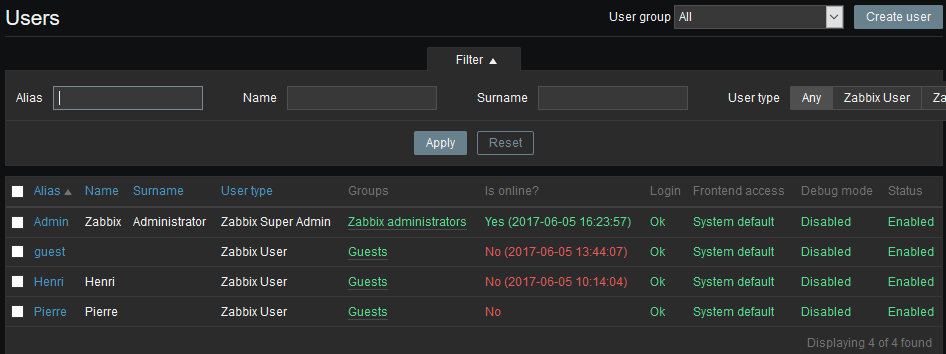 Users
User group All Create user
Filter
Alias Name Surname User type Any Zabbix User Za
Apply Reset
Alias Name Surname User type Groups Is online? Login Frontend access Debug mode Status
Admin Zabbix Administrator Zabbix Super Admin Zabbix administrators Yes (2017-06-05 16:23:57) Ok System default Disabled Enabled
guest Zabbix User Guests No (2017-06-05 13:44:07) Ok System default Disabled Enabled
Henri Henri Zabbix User Guests No (2017-06-05 10:14:04) Ok System default Disabled Enabled
Pierre Pierre Zabbix User Guests No Ok System default Disabled Enabled
Displaying 4 of 4 found